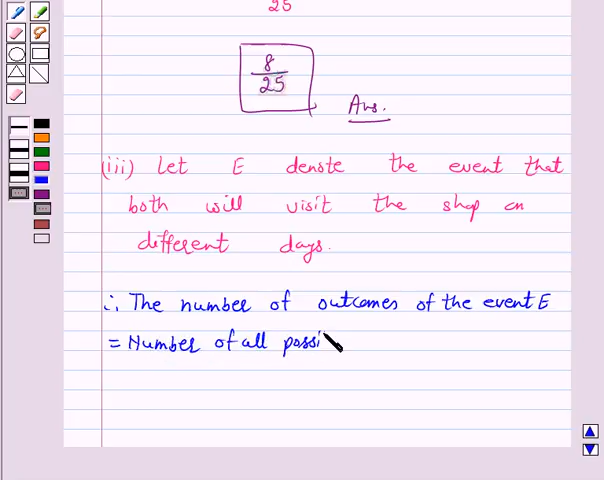 25
8
25
Ans.
(iii) Let E denote the event that
both will visit the shop on
different days.
∴ The number of outcomes of the event E
= Number of all possi